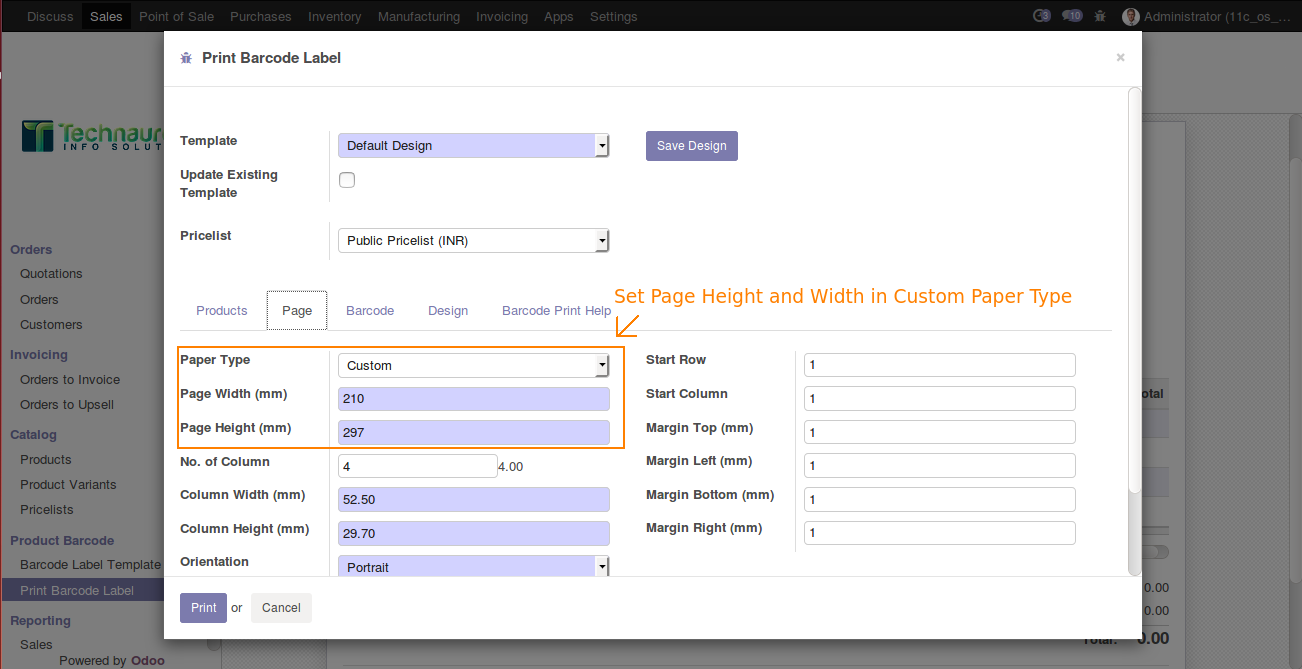 Discuss Sales Point of Sale Purchases Inventory Manufacturing Invoicing Apps Settings 3 10 Administrator (11c_os_...
Print Barcode Label ×
INFO
Template Default Design Save Design
Update Existing
Template
Pricelist Public Pricelist (INR)
Orders
Quotations
Orders
Customers
Invoicing
Orders to Invoice
Orders to Upsell
Catalog
Products
Product Variants
Pricelists
Product Barcode
Barcode Label Template
Print Barcode Label
Reporting
Sales
Powered by Odoo
Set Page Height and Width in Custom Paper Type
Products Page Barcode Design Barcode Print Help
Paper Type Custom
Page Width (mm) 210
Page Height (mm) 297
No. of Column 4 4.00
Column Width (mm) 52.50
Column Height (mm) 29.70
Orientation Portrait
Start Row 1
Start Column 1
Margin Top (mm) 1
Margin Left (mm) 1
Margin Bottom (mm) 1
Margin Right (mm) 1
Print or Cancel
otal
0.00
0.00
Total: 0.00